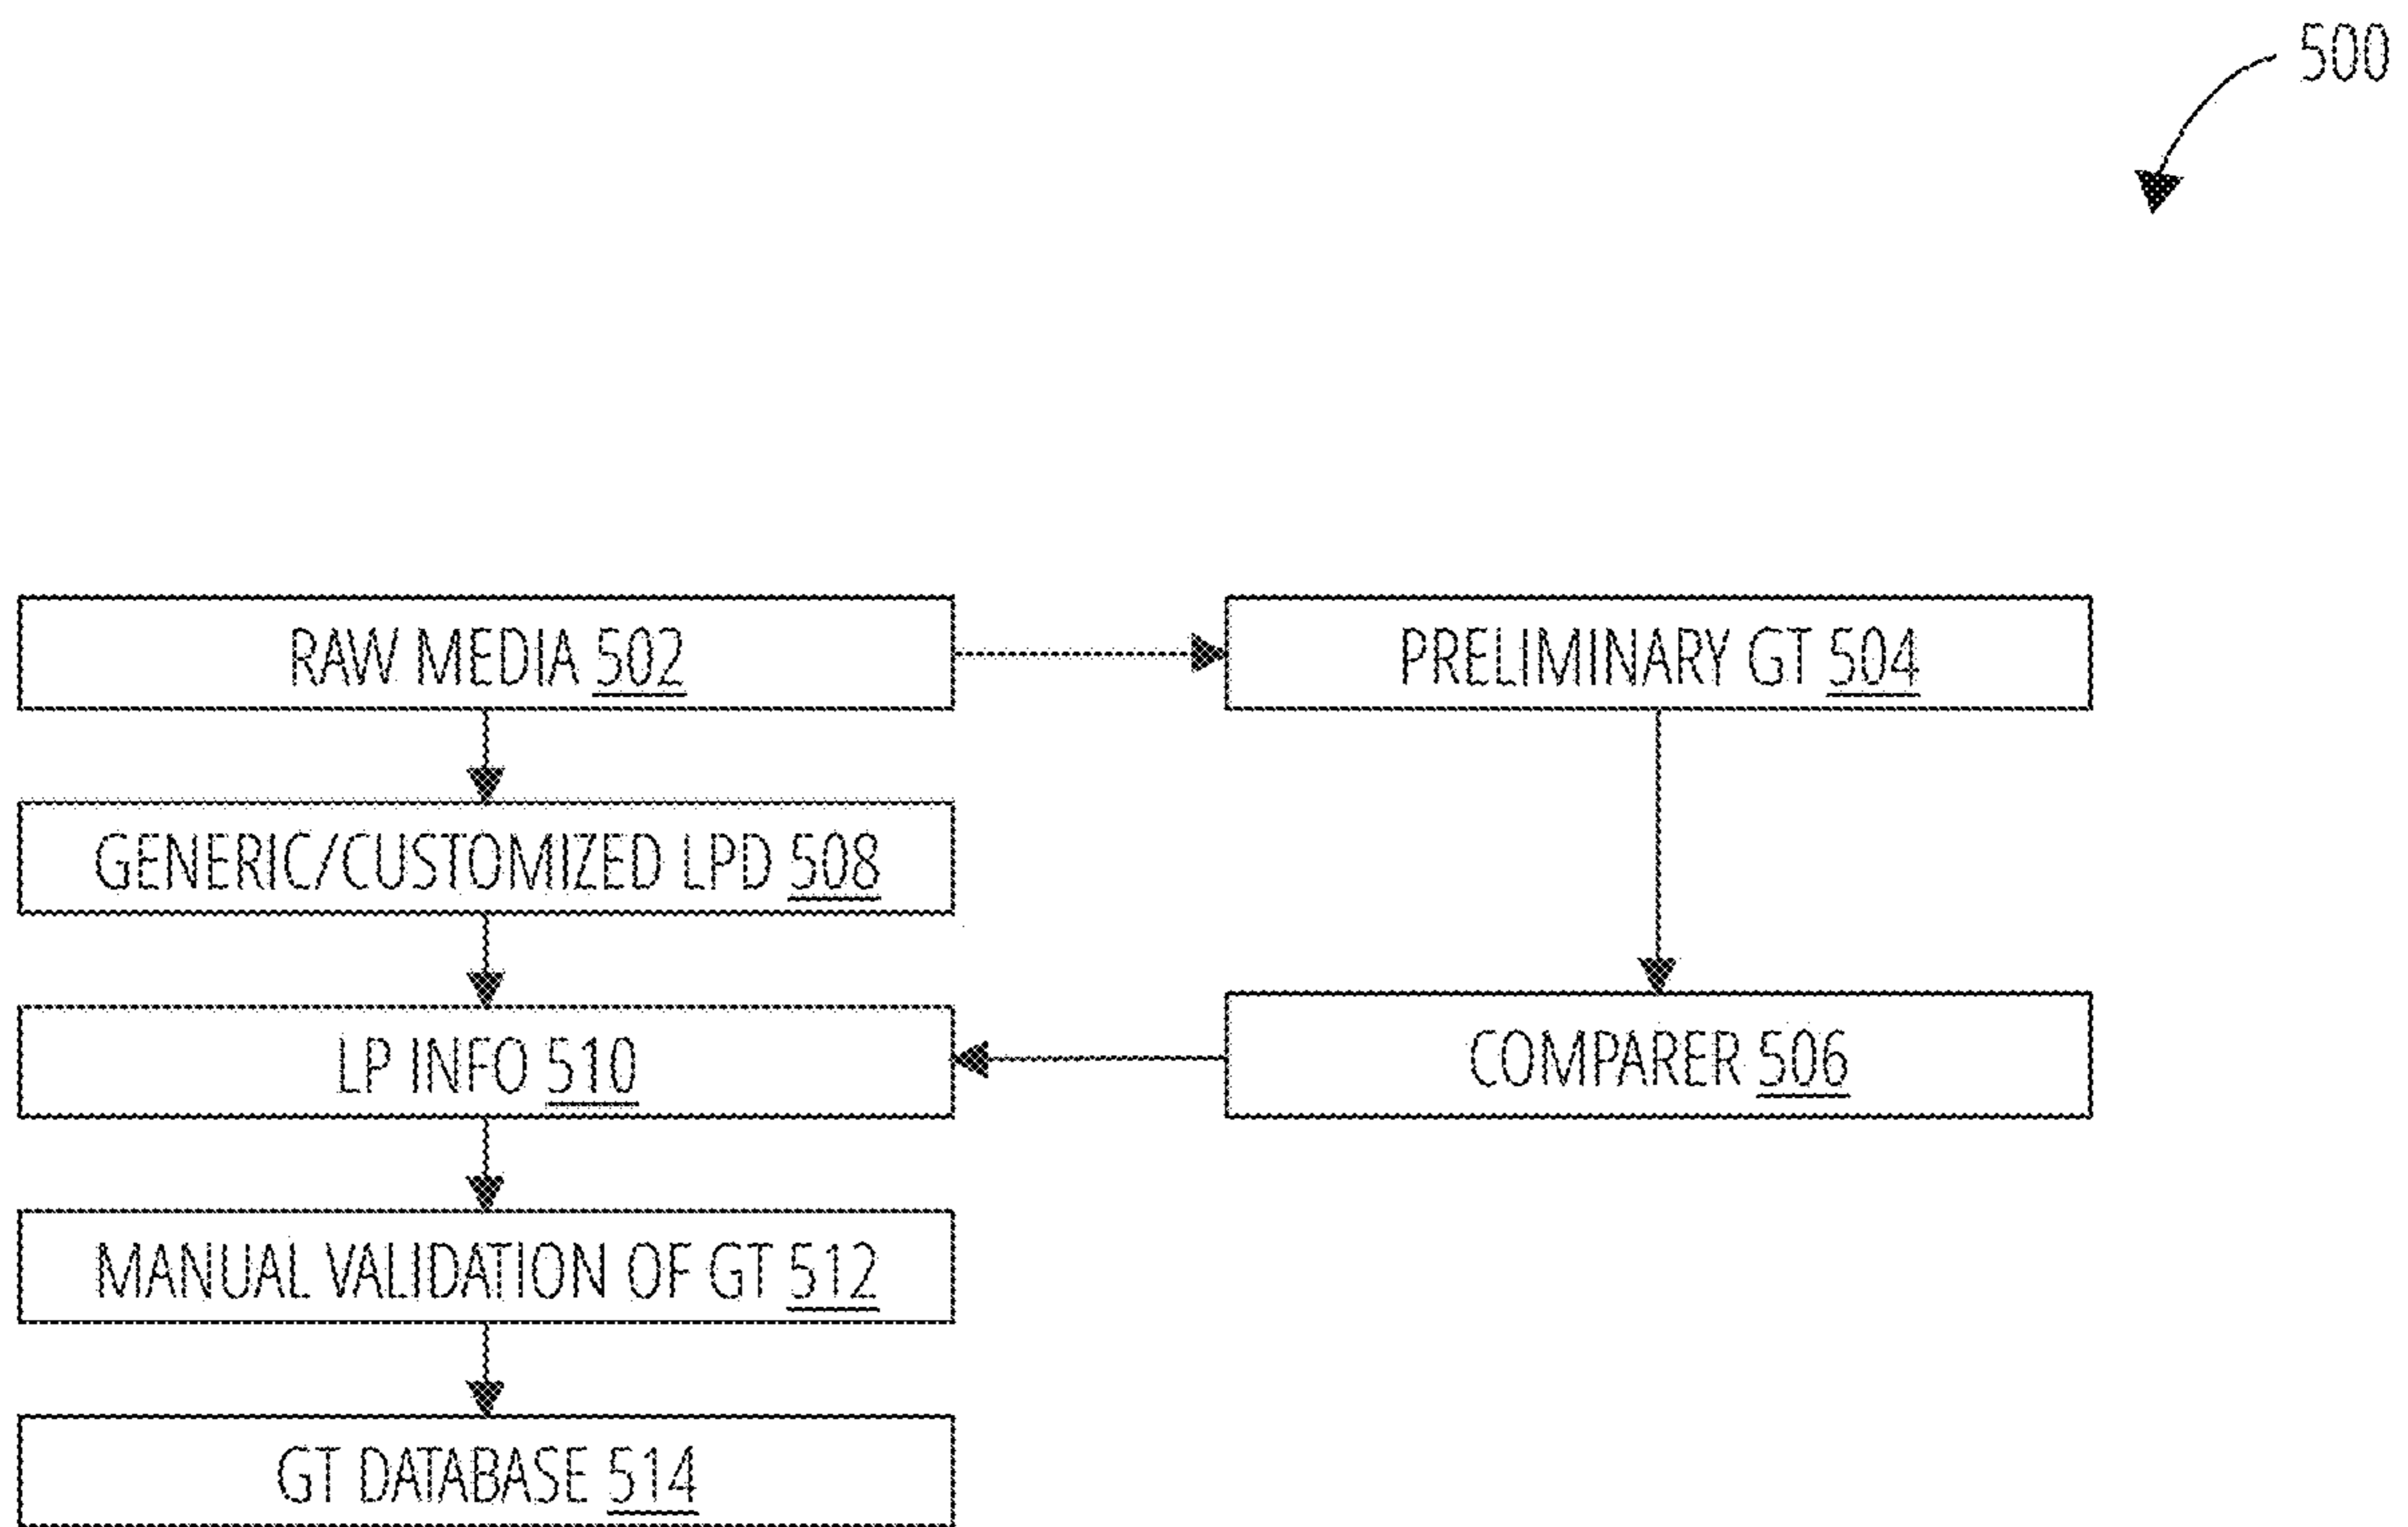 500
RAW MEDIA 502
PRELIMINARY GT 504
GENERIC/CUSTOMIZED LPD 508
LP INFO 510
COMPARER 506
MANUAL VALIDATION OF GT 512
GT DATABASE 514